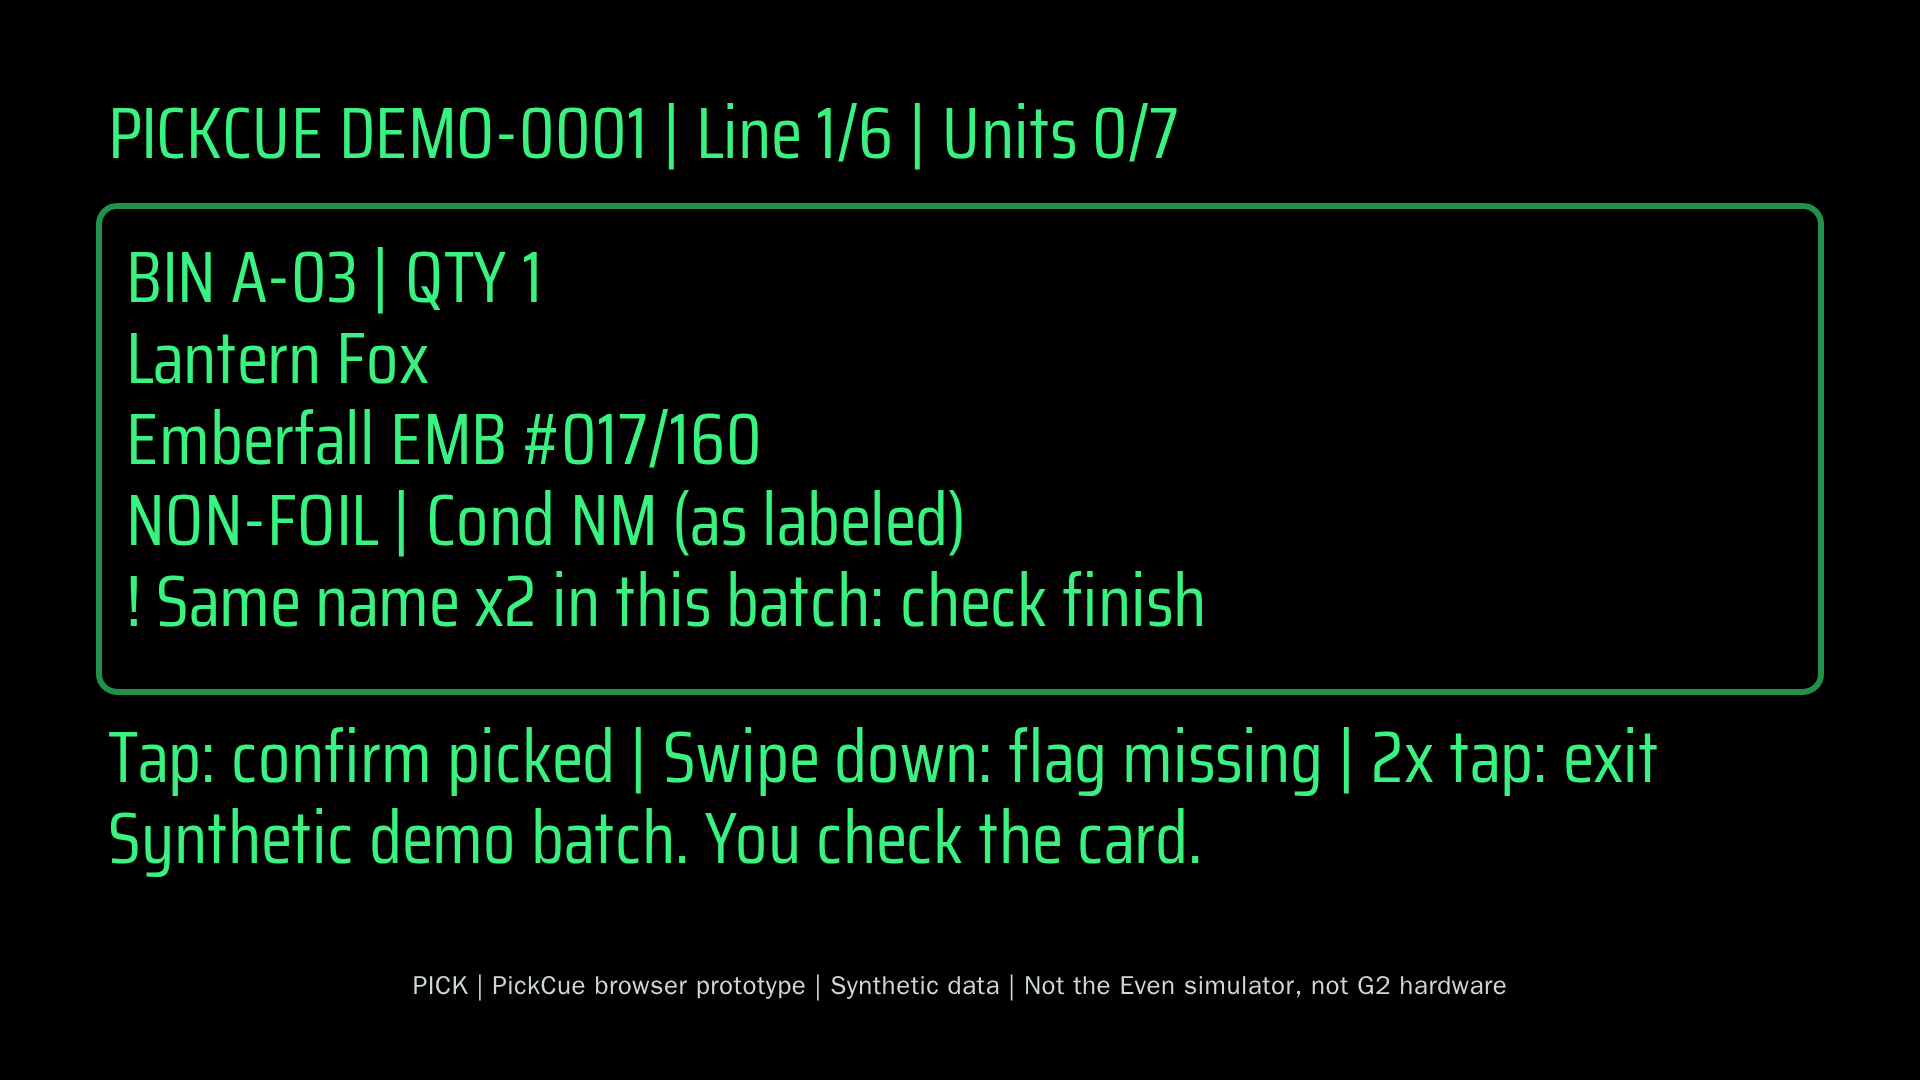 PICKCUE DEMO-0001 | Line 1/6 | Units 0/7
BIN A-03 | QTY 1
Lantern Fox
Emberfall EMB #017/160
NON-FOIL | Cond NM (as labeled)
! Same name x2 in this batch: check finish
Tap: confirm picked | Swipe down: flag missing | 2x tap: exit
Synthetic demo batch. You check the card.
PICK | PickCue browser prototype | Synthetic data | Not the Even simulator, not G2 hardware